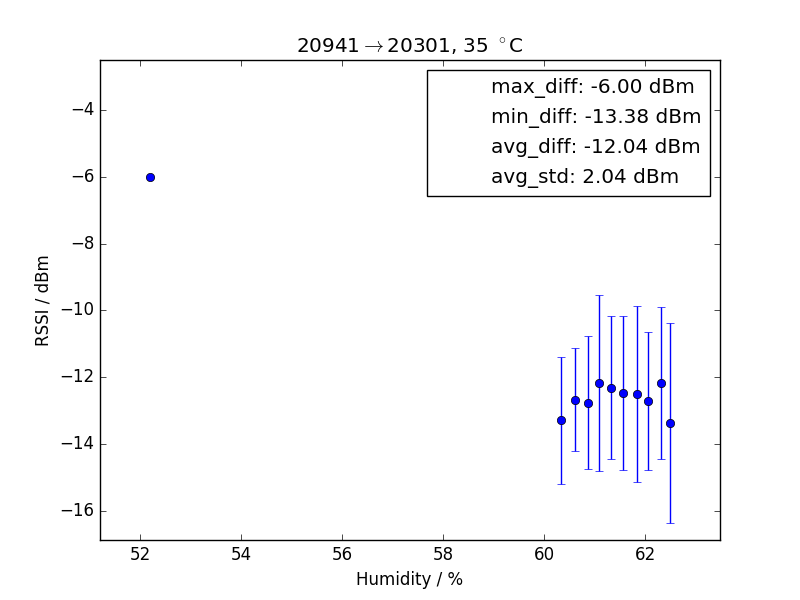 20941→20301, 35 °C
max_diff: -6.00 dBm
min_diff: -13.38 dBm
avg_diff: -12.04 dBm
avg_std: 2.04 dBm
RSSI / dBm
−4
−6
−8
−10
−12
−14
−16
52 54 56 58 60 62
Humidity / %